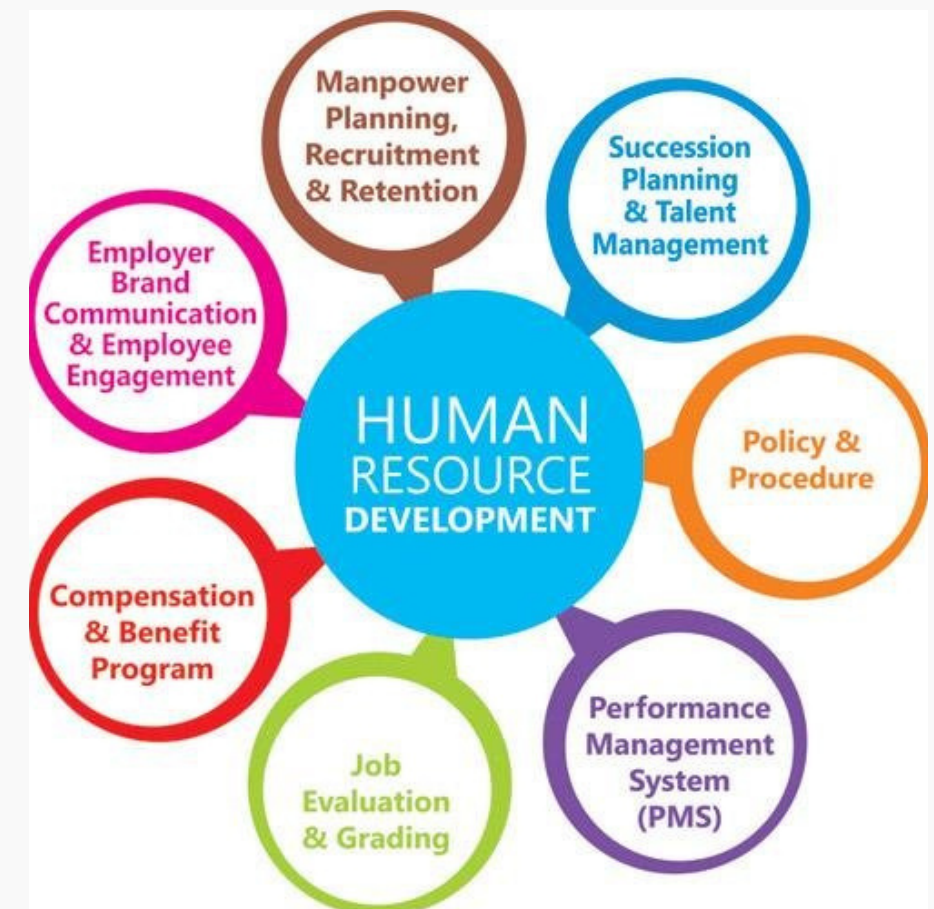 Manpower
Planning,
Recruitment
& Retention
Succession
Planning
& Talent
Management
Policy &
Procedure
Performance
Management
System
(PMS)
Job
Evaluation
& Grading
Compensation
& Benefit
Program
Employer
Brand
Communication
& Employee
Engagement
HUMAN
RESOURCE
DEVELOPMENT